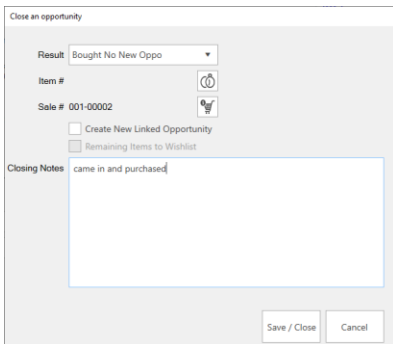 Close an opportunity
Result Bought No New Oppo
Item #
Sale # 001-00002
Create New Linked Opportunity
Remaining Items to Wishlist
Closing Notes came in and purchased
Save / Close Cancel